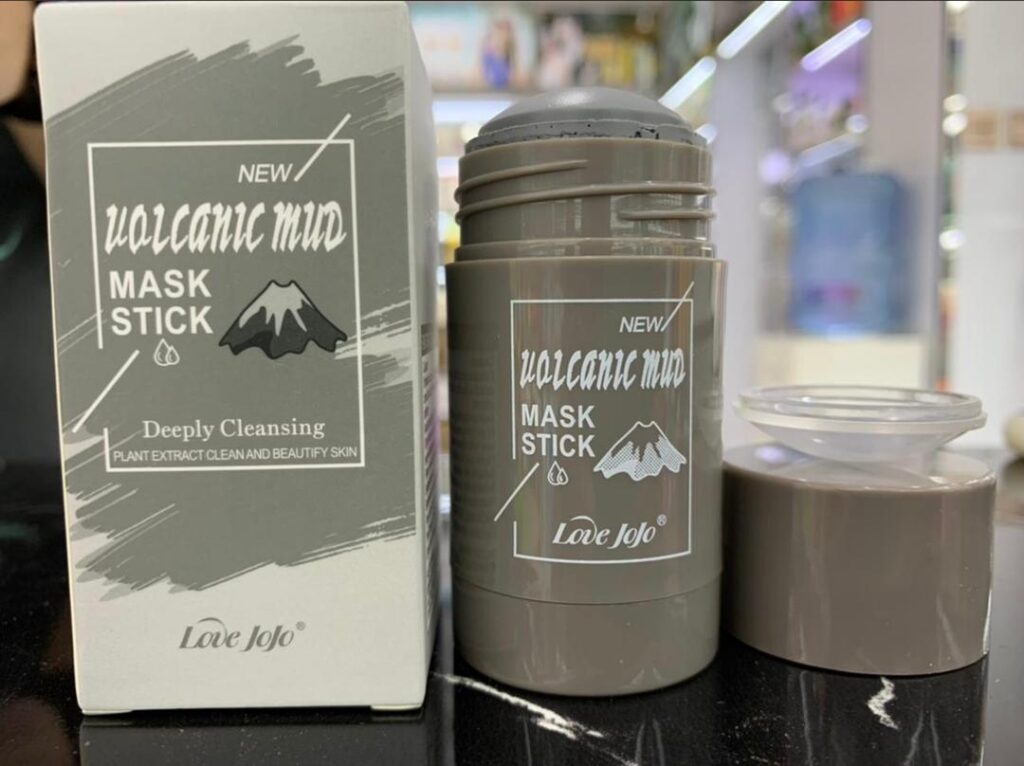 NEW
VOLCANIC MUD
MASK
STICK
Deeply Cleansing
PLANT EXTRACT CLEAN AND BEAUTIFY SKIN
Love JoJo®
NEW
VOLCANIC MUD
MASK
STICK
Love JoJo®